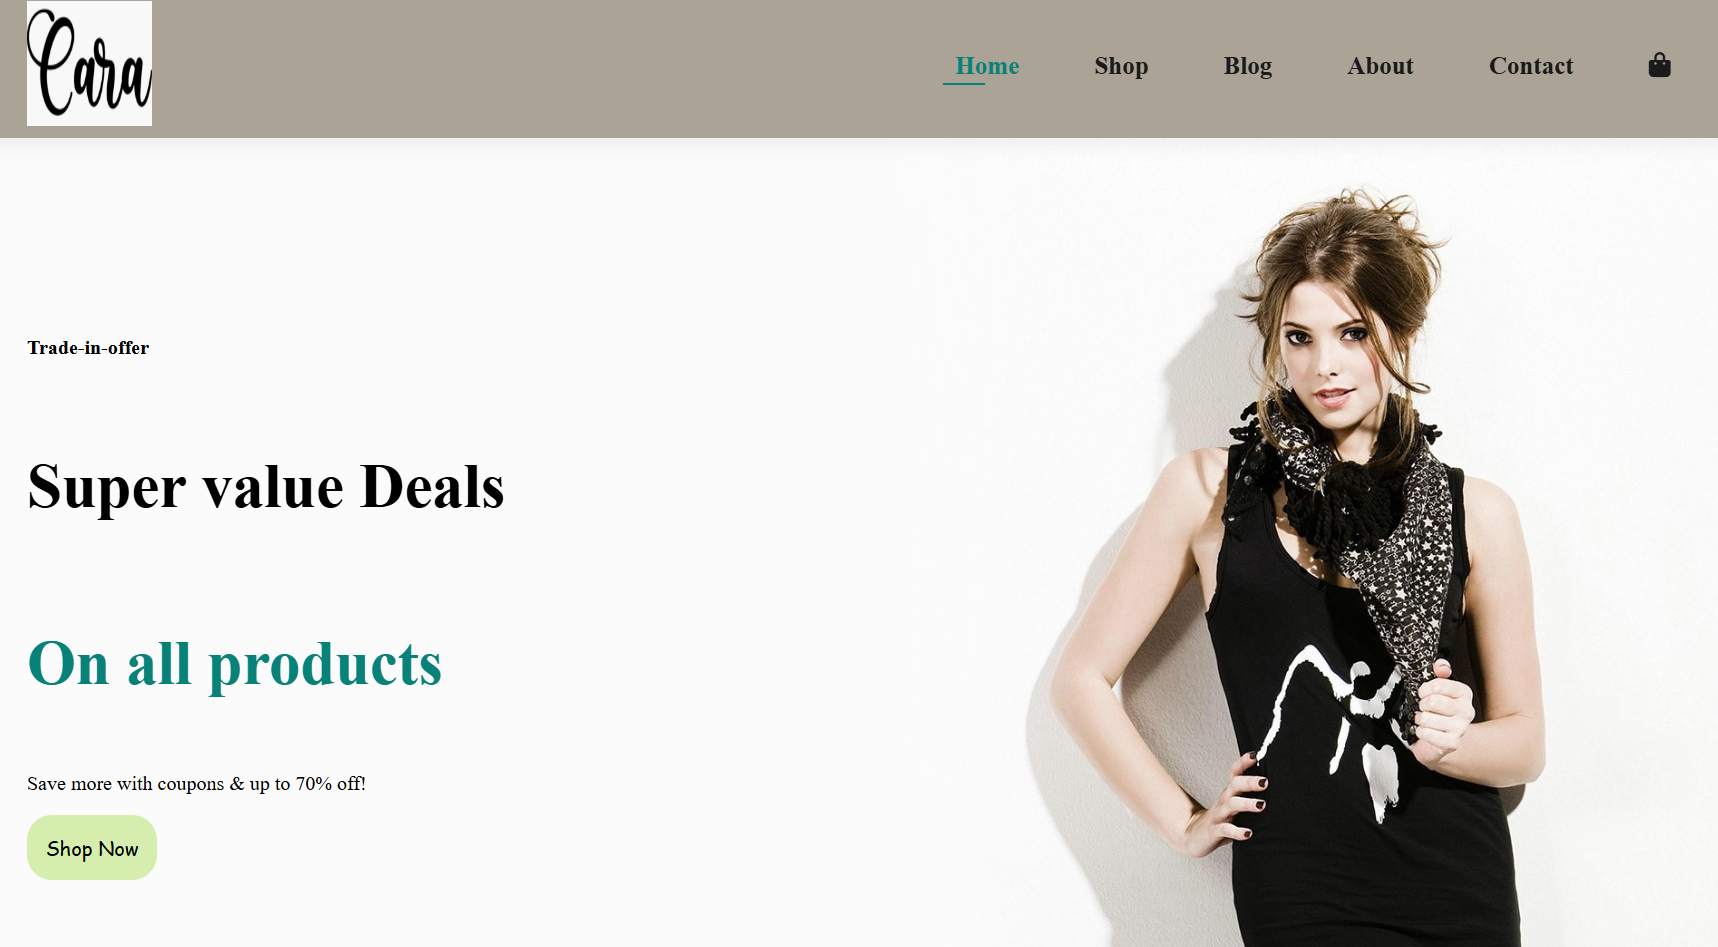 Cara
Home Shop Blog About Contact
Trade-in-offer
Super value Deals
On all products
Save more with coupons & up to 70% off!
Shop Now